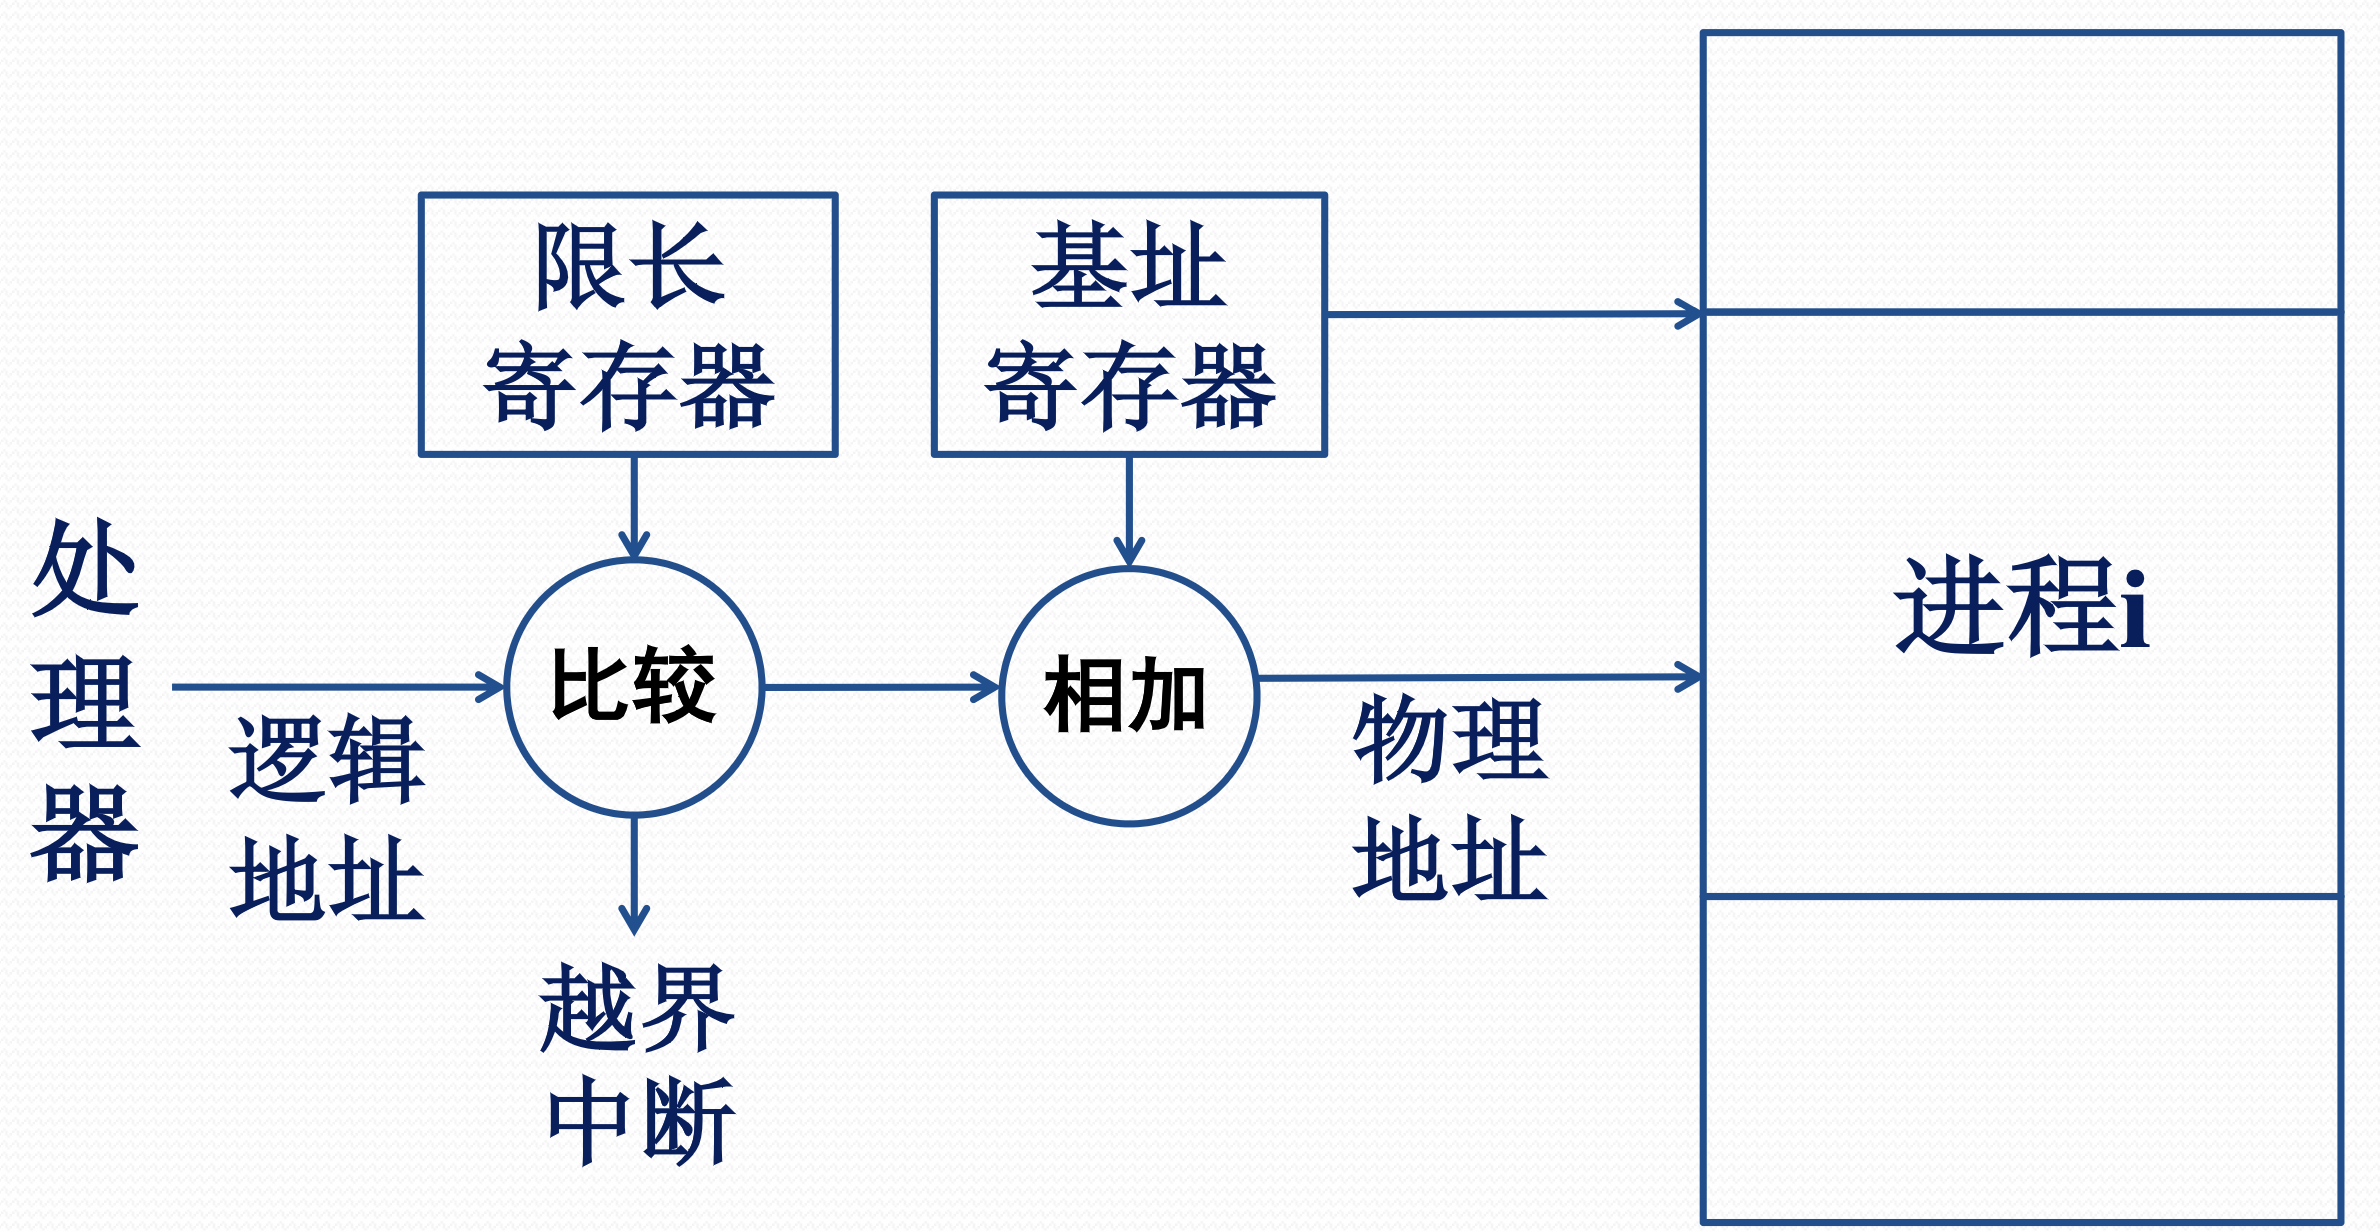 限长
寄存器
基址
寄存器
处
理
器
逻辑
地址
比较
相加
物理
地址
进程i
越界
中断